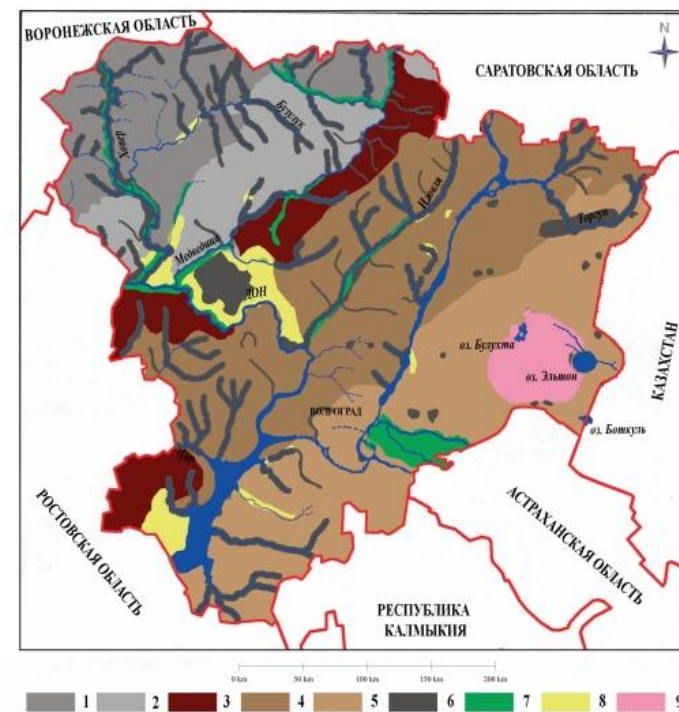 ВОРОНЕЖСКАЯ ОБЛАСТЬ
N
САРАТОВСКАЯ ОБЛАСТЬ
Бузулук
Хопер
Иловля
Торгун
Медведица
ДОН
оз. Булухта
оз. Эльтон
КАЗАХСТАН
ВОЛГОГРАД
оз. Боткуль
Чир
РОСТОВСКАЯ ОБЛАСТЬ
АСТРАХАНСКАЯ ОБЛАСТЬ
РЕСПУБЛИКА
КАЛМЫКИЯ
0 km 50 km 100 km 150 km 200 km
1 2 3 4 5 6 7 8 9